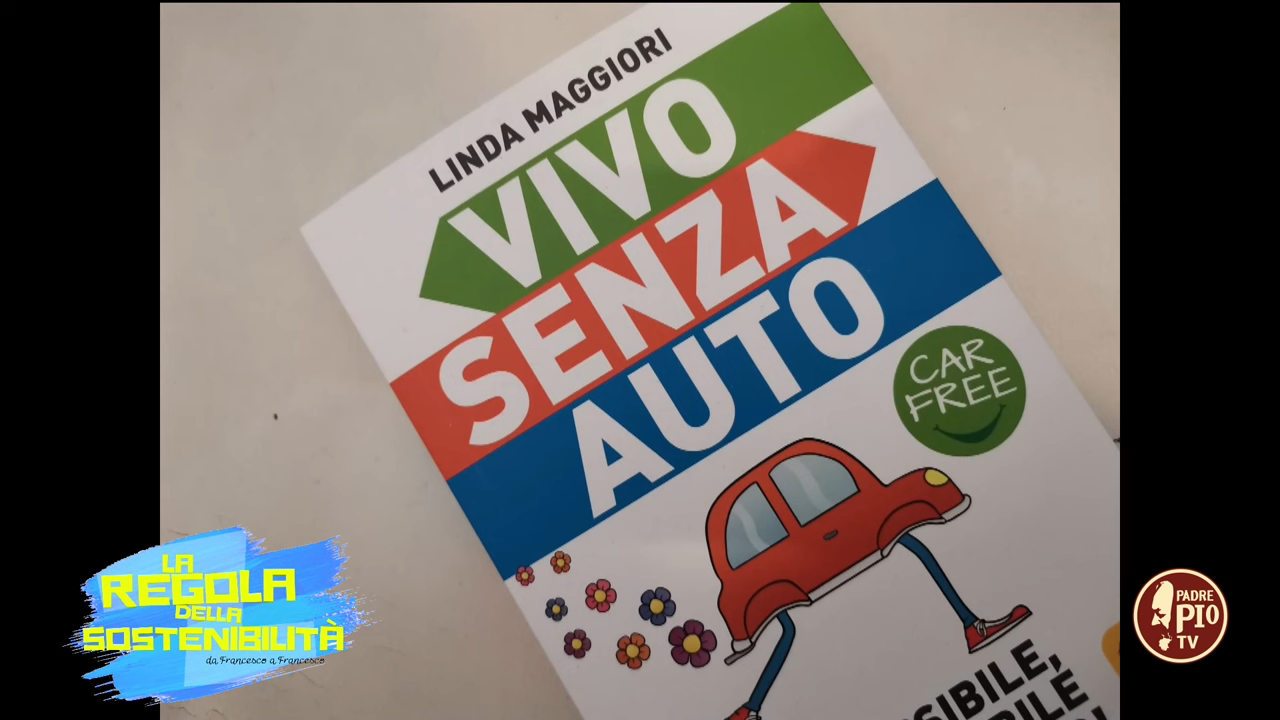 LINDA MAGGIORI
VIVO
SENZA
AUTO
CAR
FREE
LA
REGOLA
DELLA
SOSTENIBILITÀ
da Francesco a Francesco
PADRE
PIO
TV